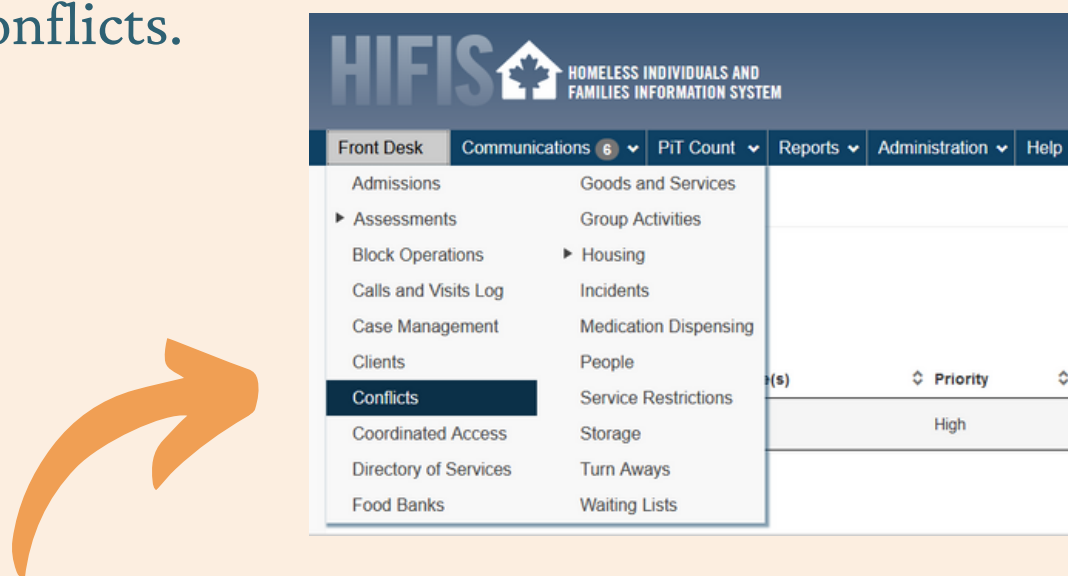 onflicts.
HIFIS
HOMELESS INDIVIDUALS AND
FAMILIES INFORMATION SYSTEM
Front Desk Communications 6 PiT Count Reports Administration Help
Admissions
Assessments
Block Operations
Calls and Visits Log
Case Management
Clients
Conflicts
Coordinated Access
Directory of Services
Food Banks
Goods and Services
Group Activities
Housing
Incidents
Medication Dispensing
People
Service Restrictions
Storage
Turn Aways
Waiting Lists
(s) Priority
High